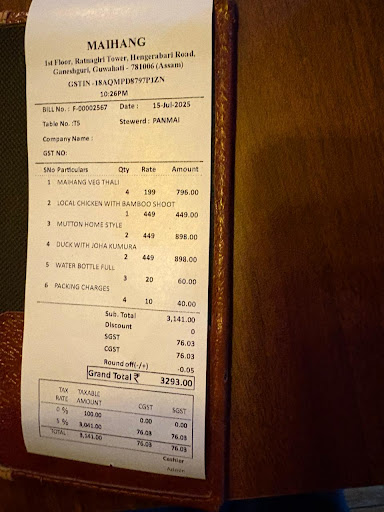 MAIHANG
1st Floor, Ratnagiri Tower, Hengerabari Road,
Ganeshguri, Guwahati - 781006 (Assam)
GSTIN -18AQMPD8797PJZN
10:26PM
BILL No : F-00002567 Date : 15-Jul-2025
Table No. :T5 Stewerd : PANMAI
Company Name :
GST NO:
SNo Particulars Qty Rate Amount
1 MAIHANG VEG THALI
4 199 796.00
2 LOCAL CHICKEN WITH BAMBOO SHOOT
1 449 449.00
3 MUTTON HOME STYLE
2 449 898.00
4 DUCK WITH JOHA KUMURA
2 449 898.00
5 WATER BOTTLE FULL
3 20 60.00
6 PACKING CHARGES
4 10 40.00
Sub. Total 3,141.00
Discount 0
SGST 76.03
CGST 76.03
Round off(-/+) -0.05
Grand Total ₹ 3293.00
TAX RATE TAXABLE AMOUNT CGST SGST
0 % 100.00 0.00 0.00
5 % 3,041.00 76.03 76.03
TOTAL : 3,141.00 76.03 76.03
Cashier